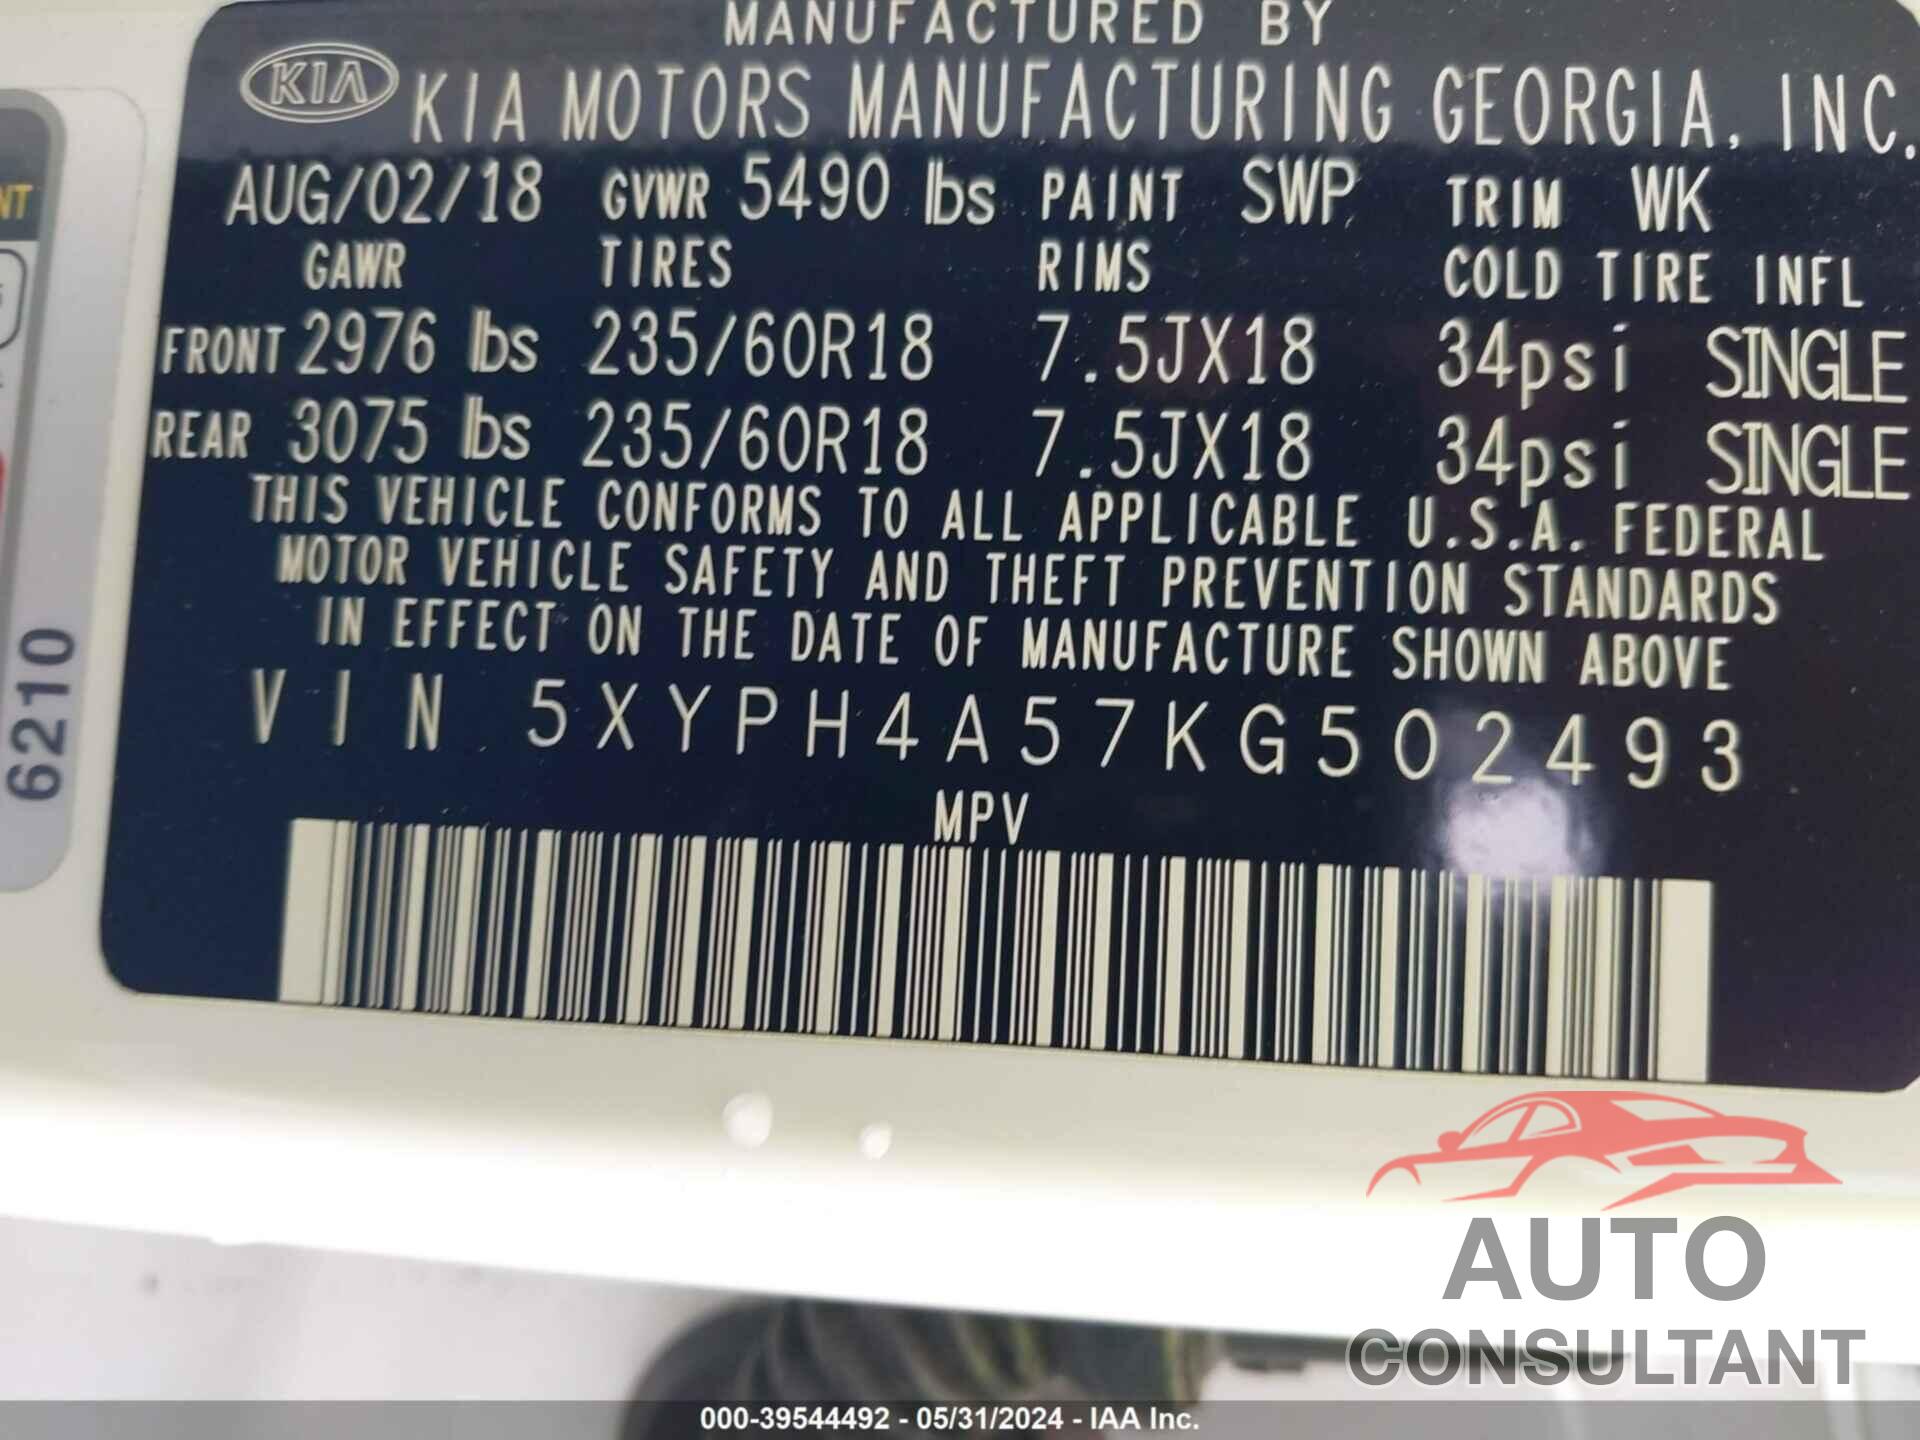 MANUFACTURED BY
KIA KIA MOTORS MANUFACTURING GEORGIA, INC.
AUG/02/18 GVWR 5490 lbs PAINT SWP TRIM WK
GAWR TIRES RIMS COLD TIRE INFL
FRONT 2976 lbs 235/60R18 7.5JX18 34psi SINGLE
REAR 3075 lbs 235/60R18 7.5JX18 34psi SINGLE
THIS VEHICLE CONFORMS TO ALL APPLICABLE U.S.A. FEDERAL
MOTOR VEHICLE SAFETY AND THEFT PREVENTION STANDARDS
IN EFFECT ON THE DATE OF MANUFACTURE SHOWN ABOVE
VIN 5XYPH4A57KG502493
MPV
6210
AUTO
CONSULTANT
000-39544492 - 05/31/2024 - IAA Inc.